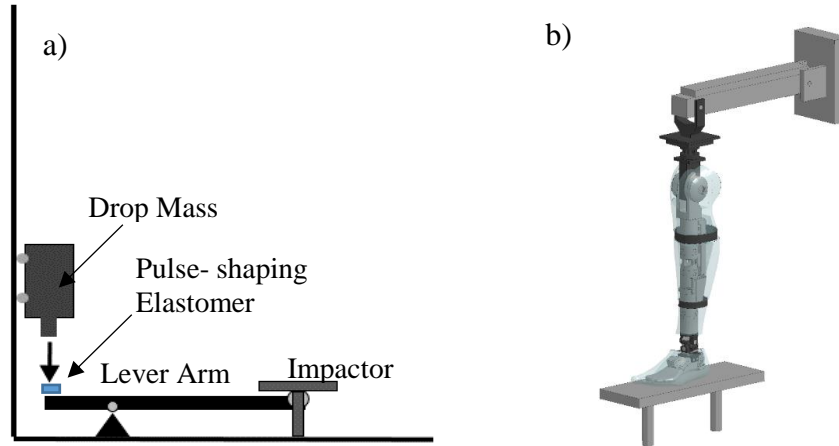 a)
b)
Drop Mass
Pulse- shaping
Elastomer
Lever Arm
Impactor